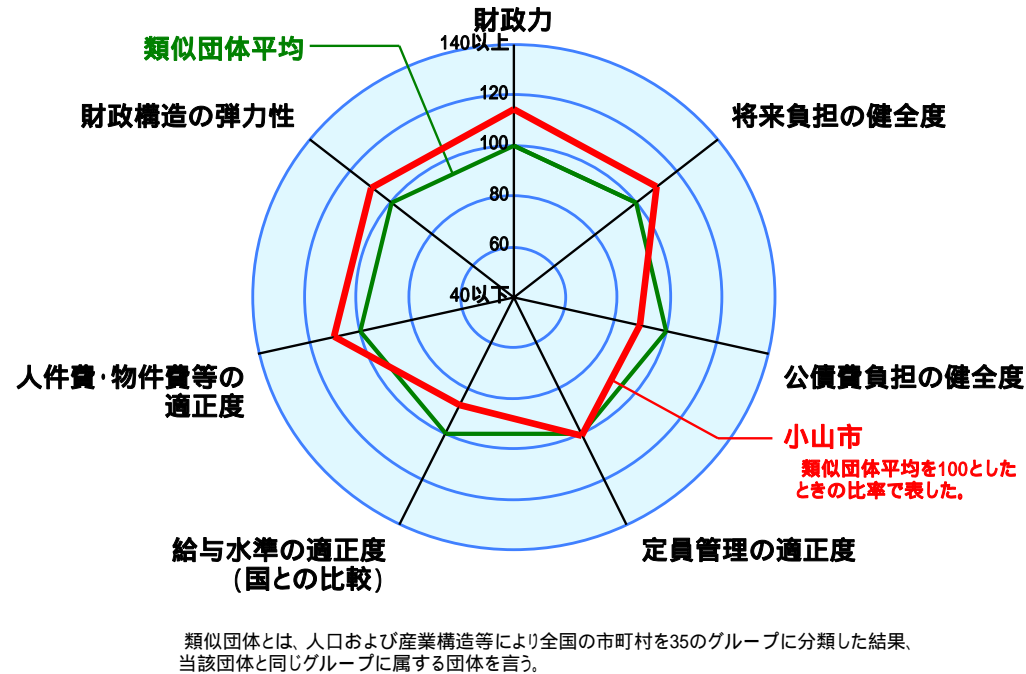 財政力
140以上
類似団体平均
120
財政構造の弾力性
将来負担の健全度
100
80
60
40以下
人件費・物件費等の
適正度
公債費負担の健全度
小山市
類似団体平均を100とした
ときの比率で表した。
給与水準の適正度
(国との比較)
定員管理の適正度
類似団体とは、人口および産業構造等により全国の市町村を35のグループに分類した結果、
当該団体と同じグループに属する団体を言う。